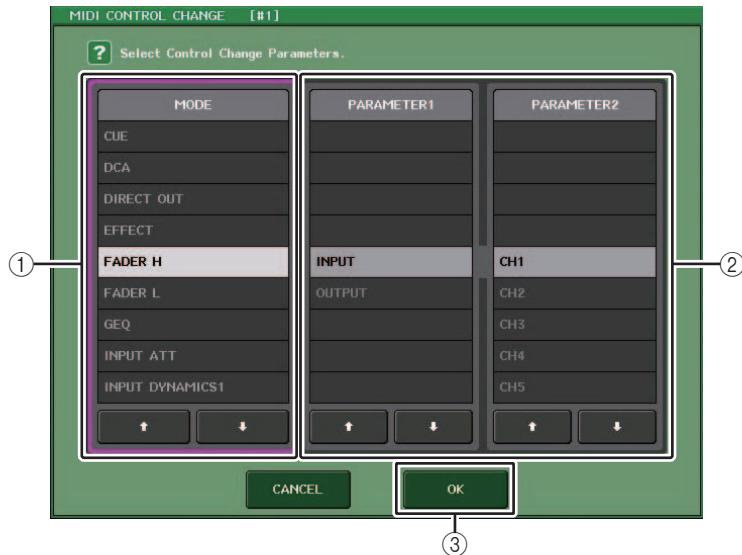 MIDI CONTROL CHANGE [#1]
? Select Control Change Parameters.
MODE
CUE
DCA
DIRECT OUT
EFFECT
FADER H
FADER L
GEQ
INPUT ATT
INPUT DYNAMICS1
PARAMETER1
INPUT
OUTPUT
PARAMETER2
CH1
CH2
CH3
CH4
CH5
CANCEL
OK
①
②
③